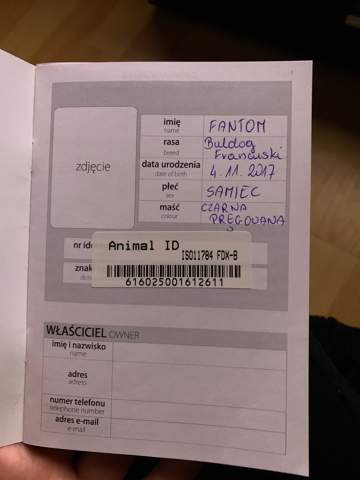 zdjęcie
imię
name
FANTOM
rasa
breed
Buldog
Francuski
data urodzenia
date of birth
4.11.2017
płeć
sex
SAMIEC
maść
colour
CZARNA
PRĘGOWANA
nr ide
Animal ID
ISO11784 FDX-B
znak
616025001612611
WŁAŚCICIEL OWNER
imię i nazwisko
name
adres
address
numer telefonu
telephone number
adres e-mail
e-mail